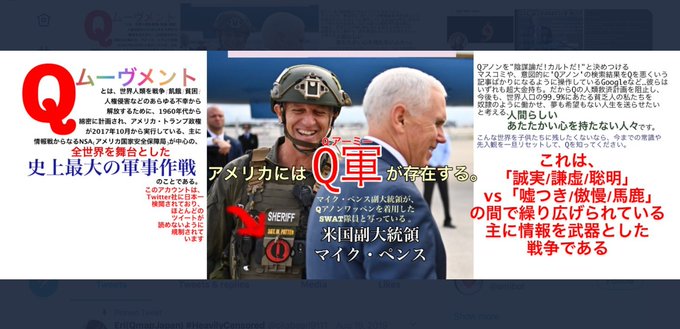 Qムーヴメント
とは、世界人類を戦争 飢餓 貧困
人権侵害などのあらゆる不幸から
解放するために、1960年代から
綿密に計画され、アメリカ・トランプ政権
が2017年10月から実行している、主に
情報戦からなるNSA,アメリカ国家安全保障局,が中心の、
全世界を舞台とした
史上最大の軍事作戦
のことである。
このアカウントは、
Twitter社に日本一
検閲されており、
ほとんどの
ツイートが
読めないように
規制されて
います
Qアーミー
アメリカにはQ軍が存在する。
マイク・ペンス副大統領が、
Qアノンワッペンを着用した
SWAT隊員と写っている。
米国副大統領
マイク・ペンス
SHERIFF
Q
Qアノンを"陰謀論だ!カルトだ!"と決めつける
マスコミや、意図的に'Qアノン'の検索結果をQを悪くいう
記事ばかりになるように操作しているGoogleなど…彼らは
いずれも超大金持ち。だからQの人類救済計画を阻止し、
今後も、世界人口の99.9%にあたる貧乏人の私たちを
奴隷のように働かせ、夢も希望もない人生を送らせたい
と考える人間らしい
あたたかい心を持たない人々です。
こんな世界を子供たちに残したくないなら、今までの常識や
先入観を一旦リセットして、Qを知ってください。
これは、
「誠実/謙虚/聡明」
vs「嘘つき/傲慢/馬鹿」
の間で繰り広げられている
主に情報を武器とした
戦争である
Tweets
Tweets & replies
Media
Likes
Pinned Tweet